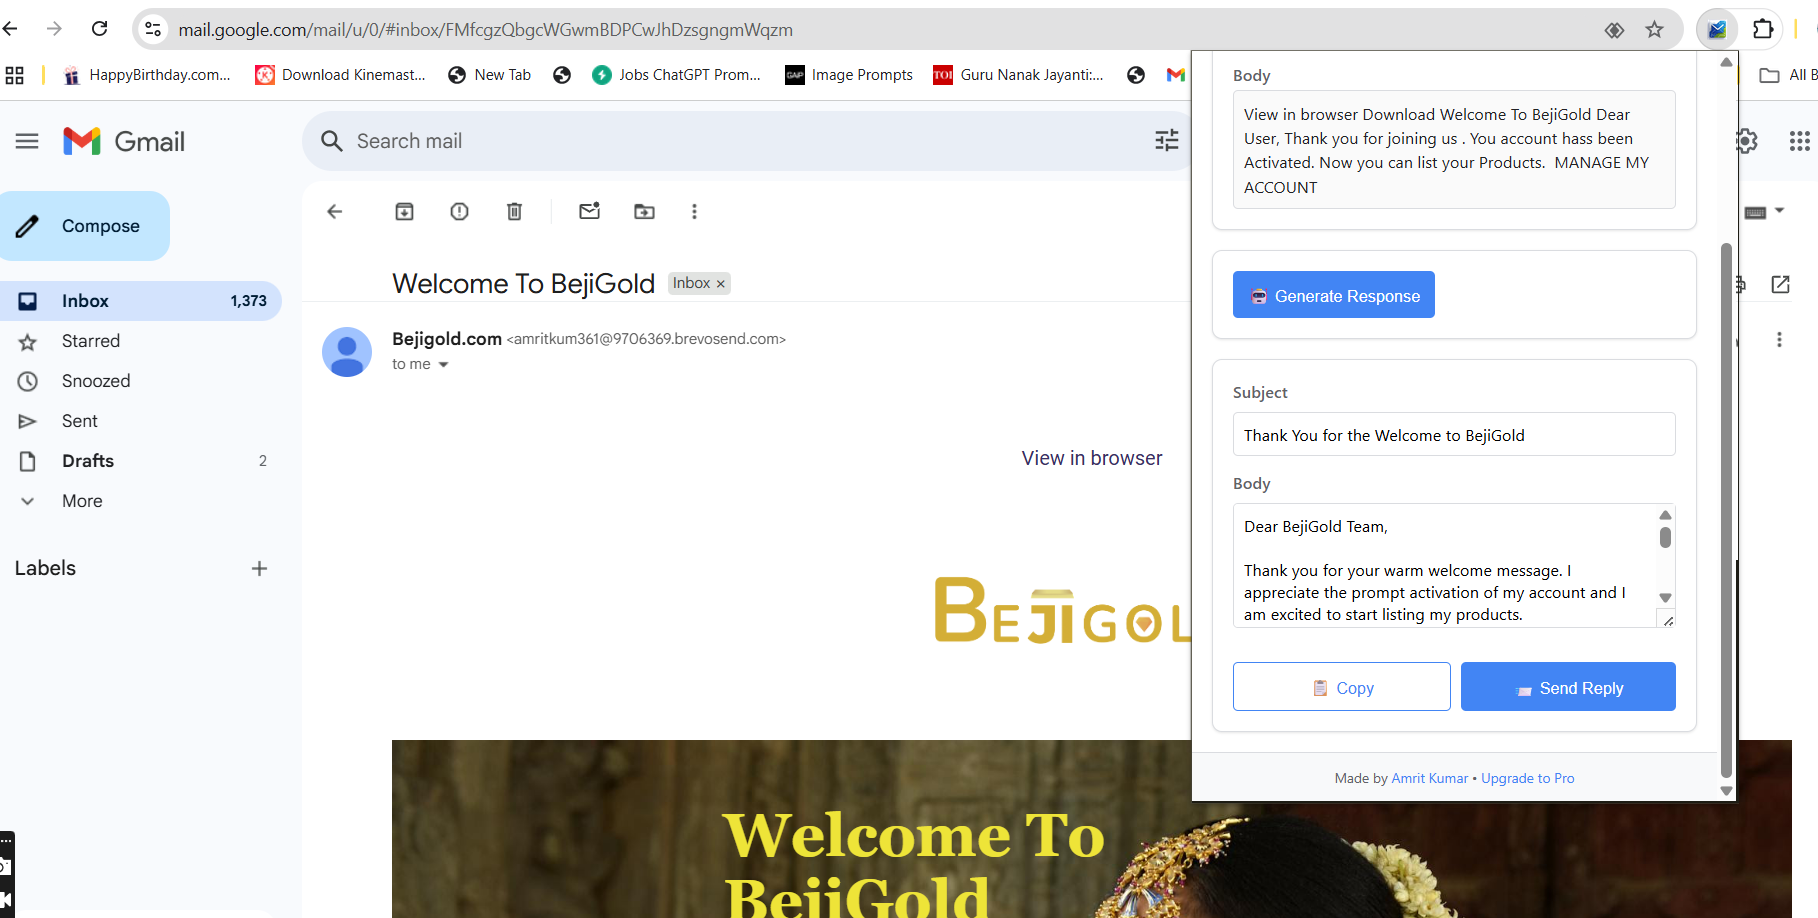 mail.google.com/mail/u/0/#inbox/FMfcgzQbgcWGwmBDPCwJhDzsgngmWqzm
HappyBirthday.com...
Download Kinemast...
New Tab
Jobs ChatGPT Prom...
GAIP
Image Prompts
TOI
Guru Nanak Jayanti:...
All B
Gmail
Search mail
Compose
Inbox 1,373
Starred
Snoozed
Sent
Drafts 2
More
Labels
Welcome To BejiGold
Inbox ×
Bejigold.com <amritkum361@9706369.brevosend.com>
to me
View in browser
BEJIGOL
Welcome To
BejiGold
Body
View in browser Download Welcome To BejiGold Dear
User, Thank you for joining us . You account hass been
Activated. Now you can list your Products.  MANAGE MY
ACCOUNT
Generate Response
Subject
Thank You for the Welcome to BejiGold
Body
Dear BejiGold Team,
Thank you for your warm welcome message. I
appreciate the prompt activation of my account and I
am excited to start listing my products.
Copy
Send Reply
Made by Amrit Kumar • Upgrade to Pro